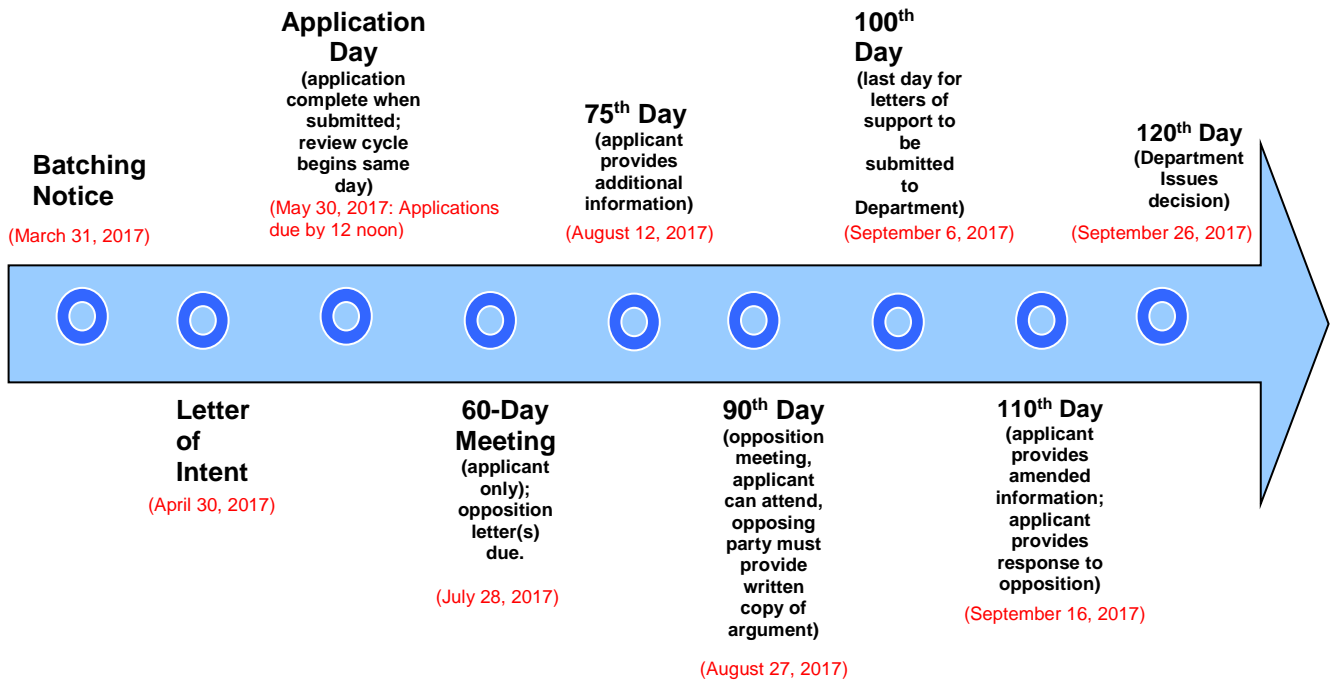 Batching
Notice
(March 31, 2017)
Letter
of
Intent
(April 30, 2017)
Application
Day
(application
complete when
submitted;
review cycle
begins same
day)
(May 30, 2017: Applications
due by 12 noon)
60-Day
Meeting
(applicant
only);
opposition
letter(s)
due.
(July 28, 2017)
75th Day
(applicant
provides
additional
information)
(August 12, 2017)
90th Day
(opposition
meeting,
applicant
can attend,
opposing
party must
provide
written
copy of
argument)
(August 27, 2017)
100th
Day
(last day for
letters of
support to
be
submitted
to
Department)
(September 6, 2017)
110th Day
(applicant
provides
amended
information;
applicant
provides
response to
opposition)
(September 16, 2017)
120th Day
(Department
Issues
decision)
(September 26, 2017)